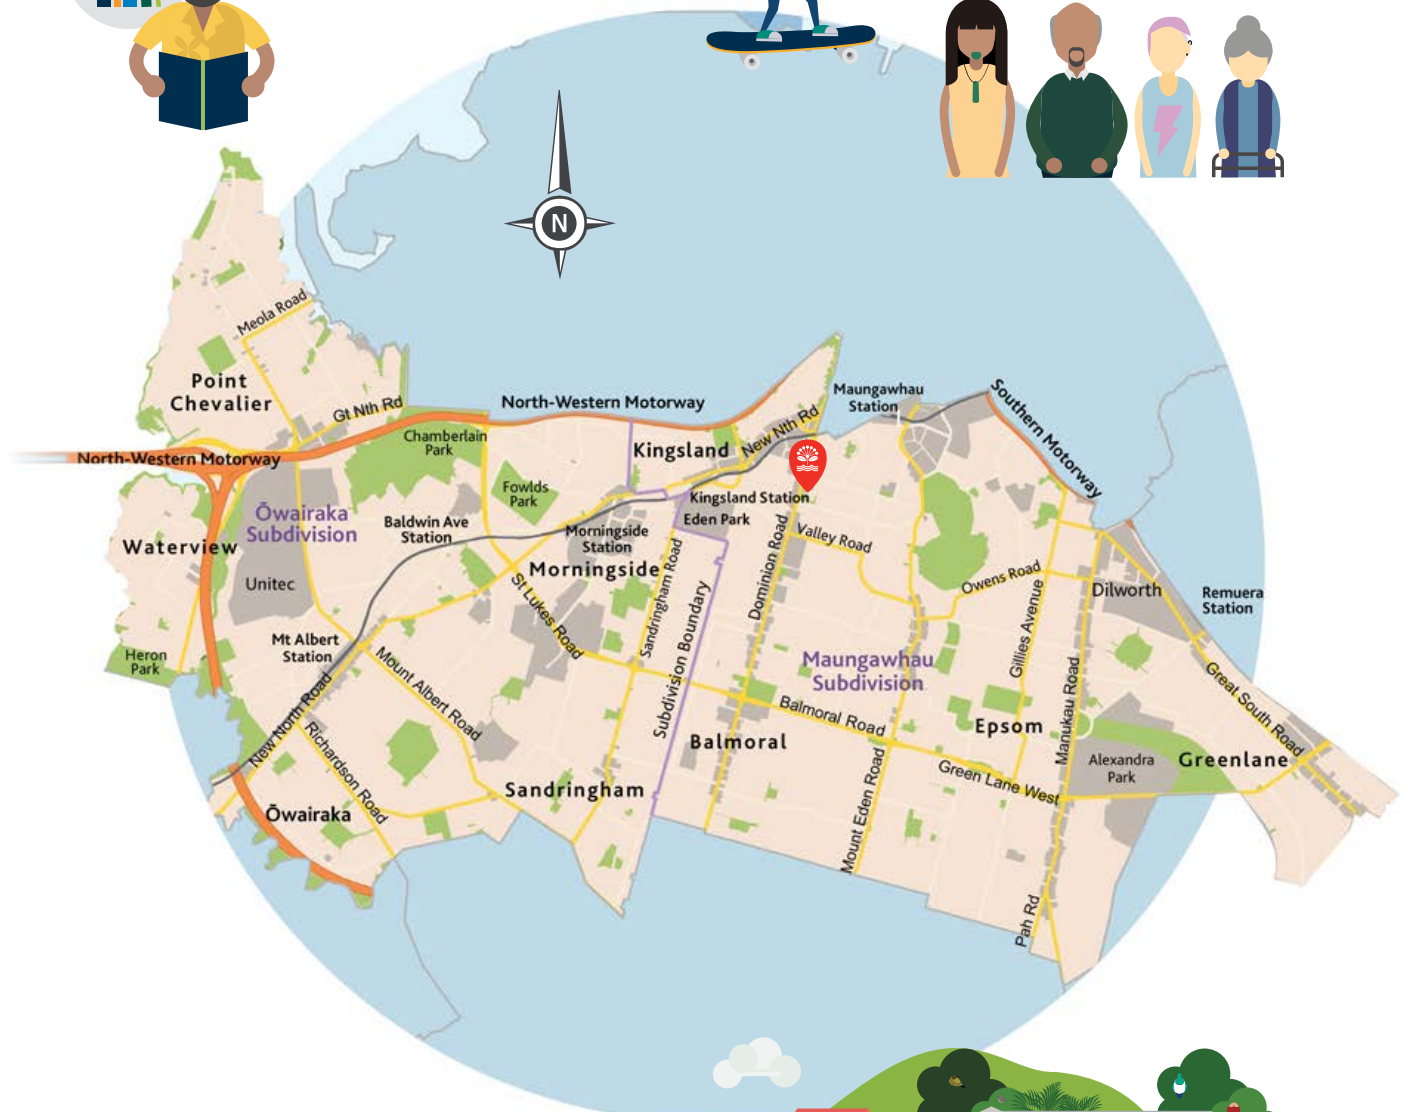 N
Meola Road
Point
Chevalier
Gt Nth Rd
North-Western Motorway
Maungawhau
Station
Southern Motorway
New Nth Rd
Chamberlain
Park
Kingsland
North-Western Motorway
Fowlds
Park
Kingsland Station
Eden Park
Ōwairaka
Subdivision
Baldwin Ave
Station
Morningside
Station
Valley Road
Waterview
Morningside
Unitec
St Lukes Road
Sandringham Road
Subdivision Boundary
Dominion Road
Owens Road
Gillies Avenue
Dilworth
Remuera
Station
Mt Albert
Station
Heron
Park
Mount Albert Road
Maungawhau
Subdivision
Manukau Road
Great South Road
New North Road
Richardson Road
Balmoral Road
Balmoral
Epsom
Alexandra
Park
Greenlane
Green Lane West
Sandringham
Mount Eden Road
Ōwairaka
Pah Rd